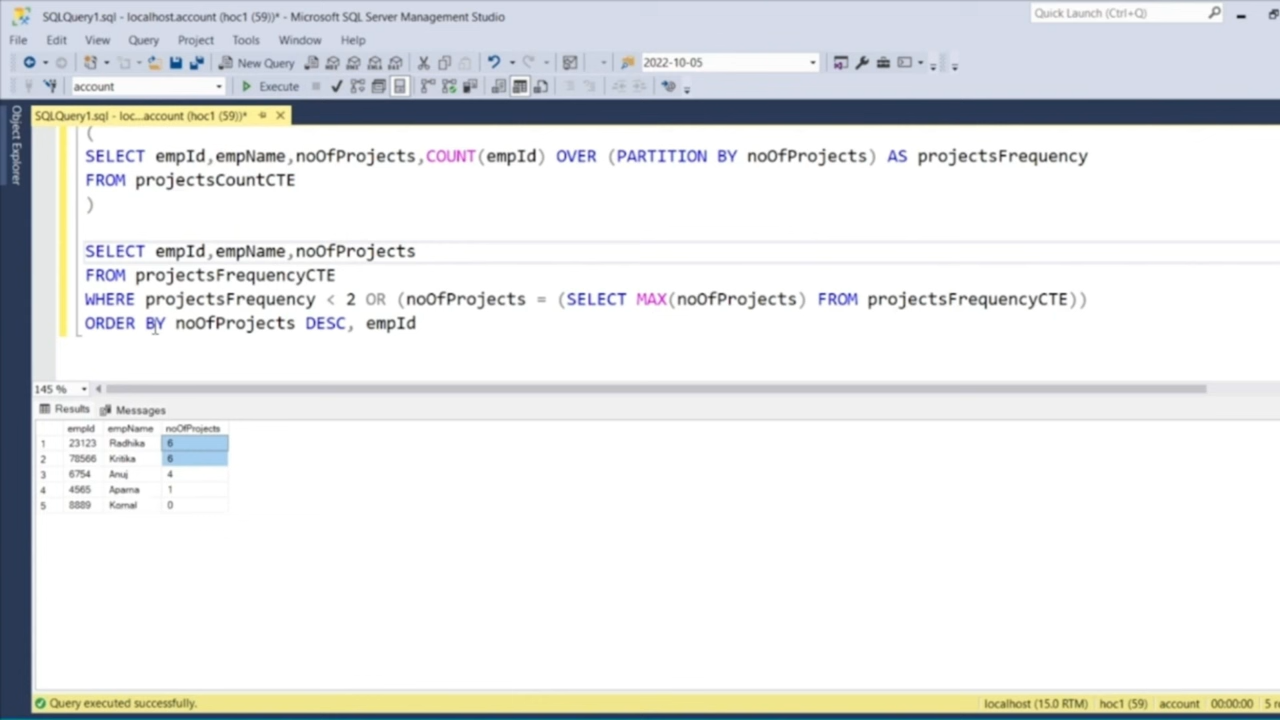 SQLQuery1.sql - localhost.account (hoc1 (59))* - Microsoft SQL Server Management Studio
Quick Launch (Ctrl+Q)
File Edit View Query Project Tools Window Help
New Query
2022-10-05
account
Execute
SQLQuery1.sql - loc...account (hoc1 (59))*
Object Explorer
(
SELECT empId,empName,noOfProjects,COUNT(empId) OVER (PARTITION BY noOfProjects) AS projectsFrequency
FROM projectsCountCTE
)
SELECT empId,empName,noOfProjects
FROM projectsFrequencyCTE
WHERE projectsFrequency < 2 OR (noOfProjects = (SELECT MAX(noOfProjects) FROM projectsFrequencyCTE))
ORDER BY noOfProjects DESC, empId
145 %
Results Messages
empId empName noOfProjects
1 23123 Radhika 6
2 78566 Kritika 6
3 6754 Anuj 4
4 4565 Aparna 1
5 8889 Komal 0
Query executed successfully.
localhost (15.0 RTM) hoc1 (59) account 00:00:00 5